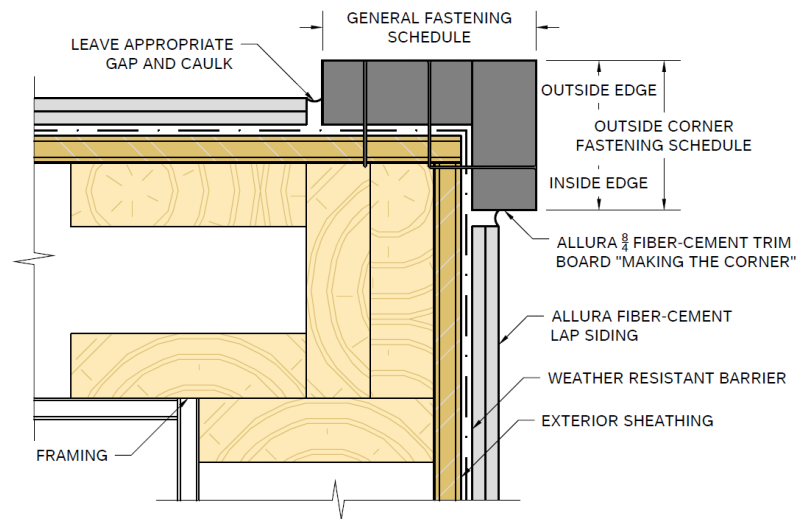 GENERAL FASTENING
SCHEDULE
LEAVE APPROPRIATE
GAP AND CAULK
OUTSIDE EDGE
OUTSIDE CORNER
FASTENING SCHEDULE
INSIDE EDGE
ALLURA 8/4 FIBER-CEMENT TRIM
BOARD "MAKING THE CORNER"
ALLURA FIBER-CEMENT
LAP SIDING
WEATHER RESISTANT BARRIER
EXTERIOR SHEATHING
FRAMING